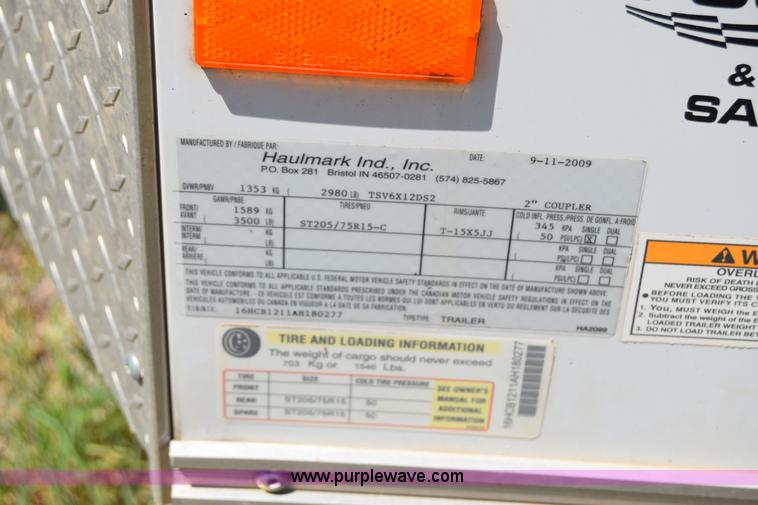 &
SA
MANUFACTURED BY / FABRIQUE PAR:
Haulmark Ind., Inc.
DATE: 9-11-2009
P.O. Box 281 Bristol IN 46507-0281 (574) 825-5867
GVWR/PNBV 1353 KG ( 2980 LB) TSV6X12DS2 2" COUPLER
GAWR/PNBE TIRES/PNEU RIMS/JANTE COLD INFL. PRESS./PRESS. DE GONFL. A FROID
FRONT/ AVANT 1589 KG ST205/75R15-C T-15X5JJ 345 KPA SINGLE DUAL
( 3500 LB) ( 50 PSI/LPC)
INTERM/ INTERM KG KPA SINGLE DUAL
( LB) ( PSI/LPC)
REAR/ ARRIERE KG KPA SINGLE DUAL
( LB) ( PSI/LPC)
THIS VEHICLE CONFORMS TO ALL APPLICABLE U.S. FEDERAL MOTOR VEHICLE SAFETY STANDARDS IN EFFECT ON THE DATE OF MANUFACTURE SHOWN ABOVE.
THIS VEHICLE CONFORMS TO ALL APPLICABLE STANDARDS PRESCRIBED UNDER THE CANADIAN MOTOR VEHICLE SAFETY REGULATIONS IN EFFECT ON THE
DATE OF MANUFACTURE - CE VEHICULE EST CONFORME A TOUTES LES NORMES QUI LUI SONT APPLICABLES EN VERTU DU REGLEMENT SUR LA SECURITE DES
VEHICULES AUTOMOBILES DU CANADA EN VIGUEUR A LA DATE DE SA FABRICATION.
V.I.N./N.I.V.: 16HCB1211AH180277 TYPE/TYPE: TRAILER HA2099
OVERL
RISK OF DEATH
NEVER EXCEED GROSS
BEFORE LOADING THE
YOU MUST VERIFY ITS C
1. YOU, MUST WEIGH the E
2. Subtract the weight of the
LOADED TRAILER WEIGHT
3. DO NOT LOAD TRAILER BE
TIRE AND LOADING INFORMATION
The weight of cargo should never exceed
703 Kg or 1546 Lbs.
TIRE SIZE COLD TIRE PRESSURE
FRONT
REAR ST205/75R15 50
SPARE ST205/75R15 50
SEE OWNER'S
MANUAL FOR
ADDITIONAL
INFORMATION
16HCB1211AH180277
www.purplewave.com